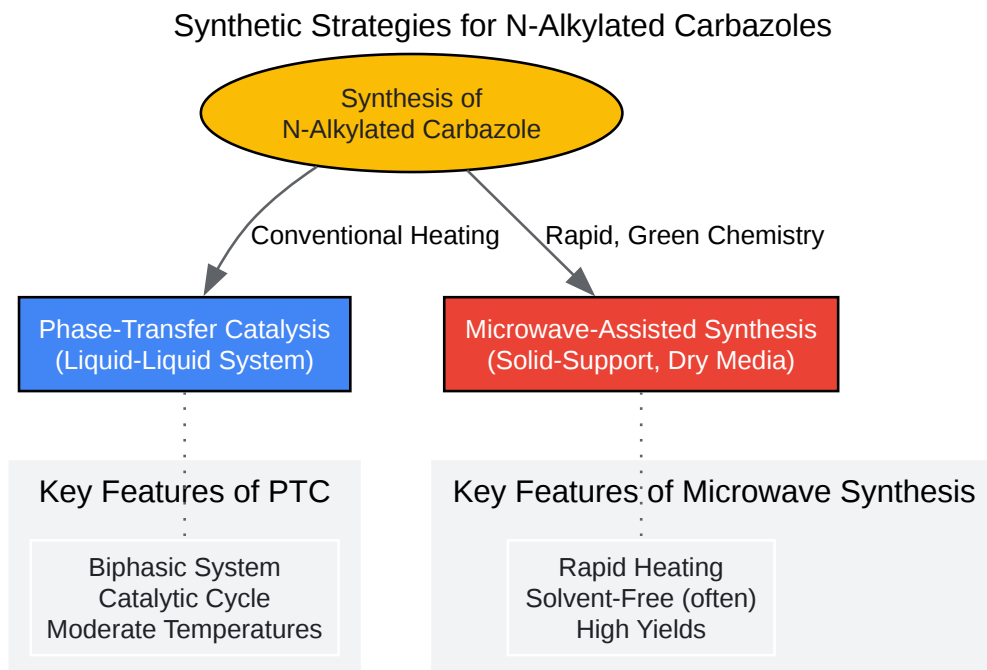 Synthetic Strategies for N-Alkylated Carbazoles
Synthesis of
N-Alkylated Carbazole
Conventional Heating
Rapid, Green Chemistry
Phase-Transfer Catalysis
(Liquid-Liquid System)
Microwave-Assisted Synthesis
(Solid-Support, Dry Media)
Key Features of PTC
Biphasic System
Catalytic Cycle
Moderate Temperatures
Key Features of Microwave Synthesis
Rapid Heating
Solvent-Free (often)
High Yields